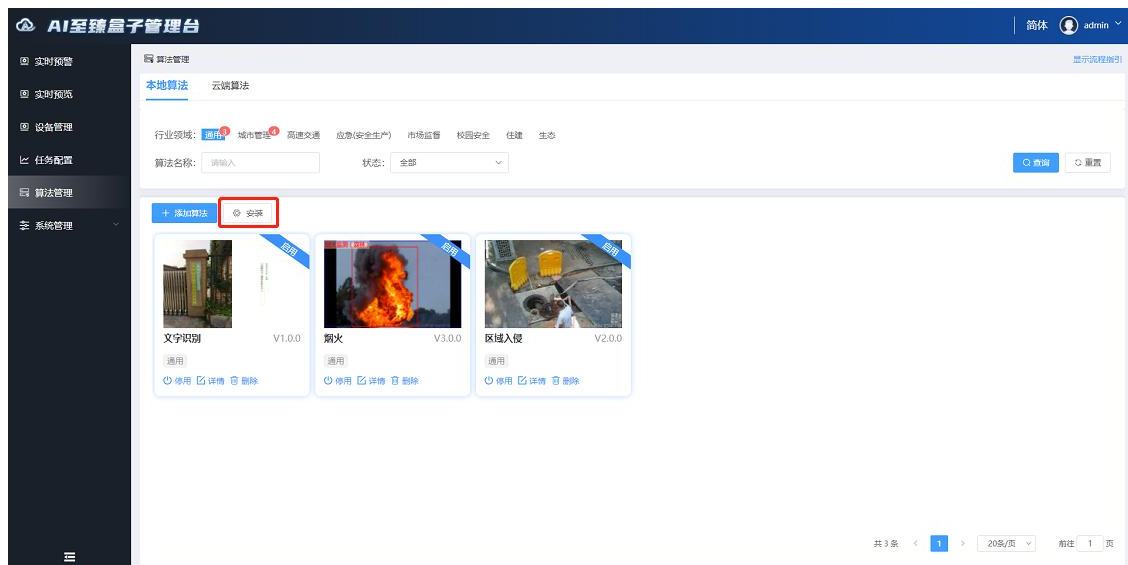 AI至臻盒子管理台
简体 admin
实时预警
实时预览
设备管理
任务配置
算法管理
系统管理
算法管理 显示流程指引
本地算法 云端算法
行业领域: 通用 3 城市管理 4 高速交通 应急(安全生产) 市场监督 校园安全 住建 生态
算法名称: 请输入 状态: 全部 查询 重置
添加算法 安装
启用 启用 启用
文字识别 V1.0.0 烟火 V3.0.0 区域入侵 V2.0.0
通用 通用 通用
停用 详情 删除 停用 详情 删除 停用 详情 删除
共 3 条 1 20条/页 前往 1 页